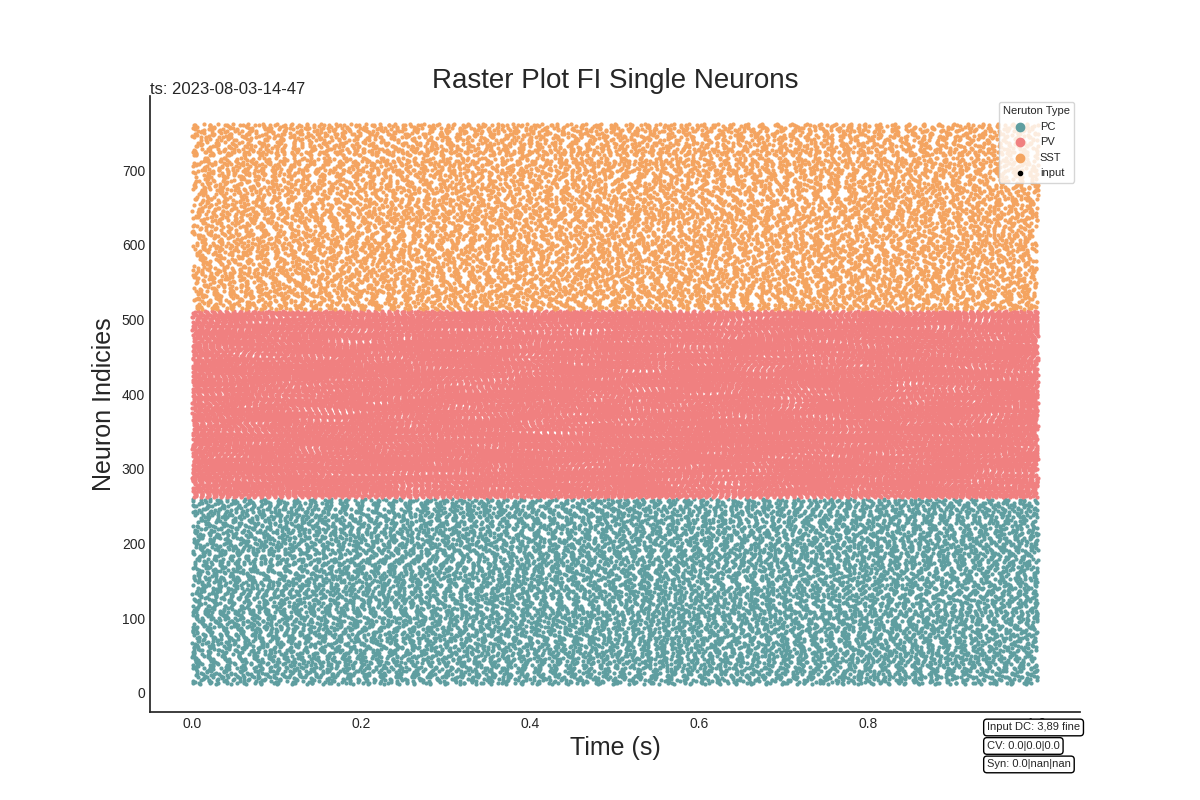 Raster Plot FI Single Neurons
ts: 2023-08-03-14-47
Neruton Type
PC
PV
SST
input
Neuron Indicies
700
600
500
400
300
200
100
0
0.0 0.2 0.4 0.6 0.8
Time (s)
Input DC: 3,89 fine
CV: 0.0|0.0|0.0
Syn: 0.0|nan|nan